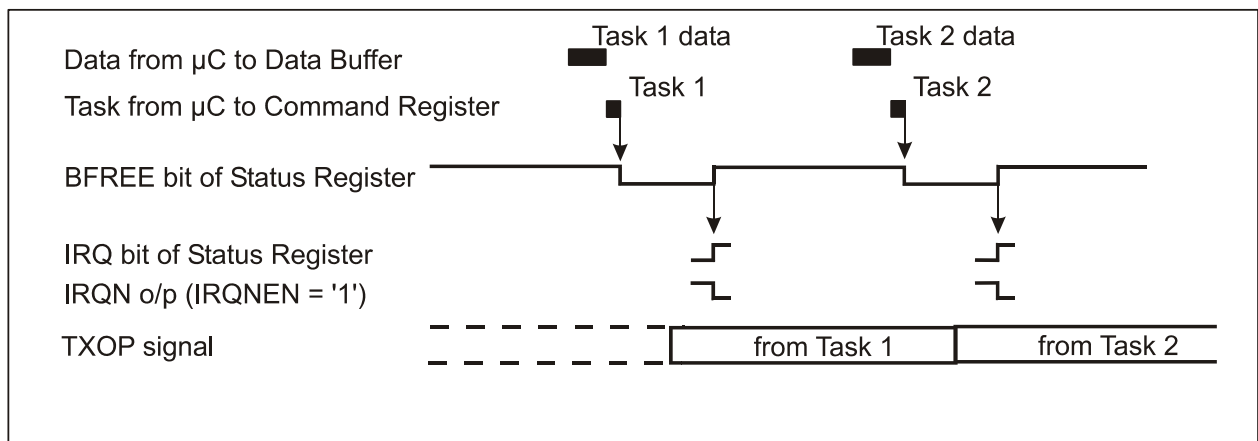 Task 1 data Task 2 data
Data from µC to Data Buffer
Task 1 Task 2
Task from µC to Command Register
BFREE bit of Status Register
IRQ bit of Status Register
IRQN o/p (IRQNEN = '1')
TXOP signal from Task 1 from Task 2